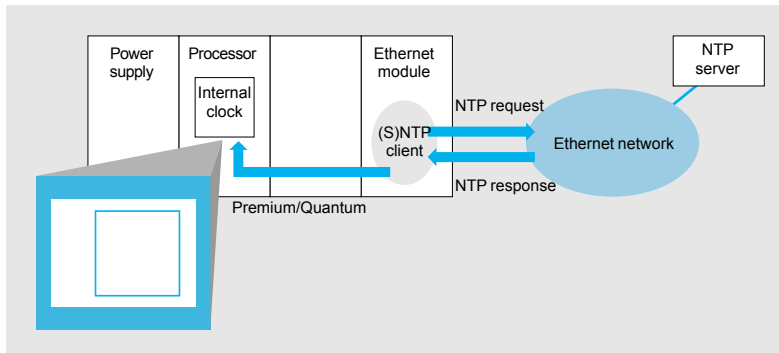 Power
supply
Processor
Internal
clock
Ethernet
module
(S)NTP
client
NTP request
NTP response
Ethernet network
NTP
server
Premium/Quantum